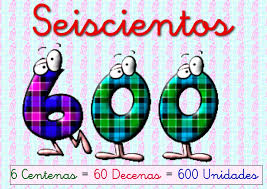 Seiscientos
600
6 Centenas = 60 Decenas = 600 Unidades